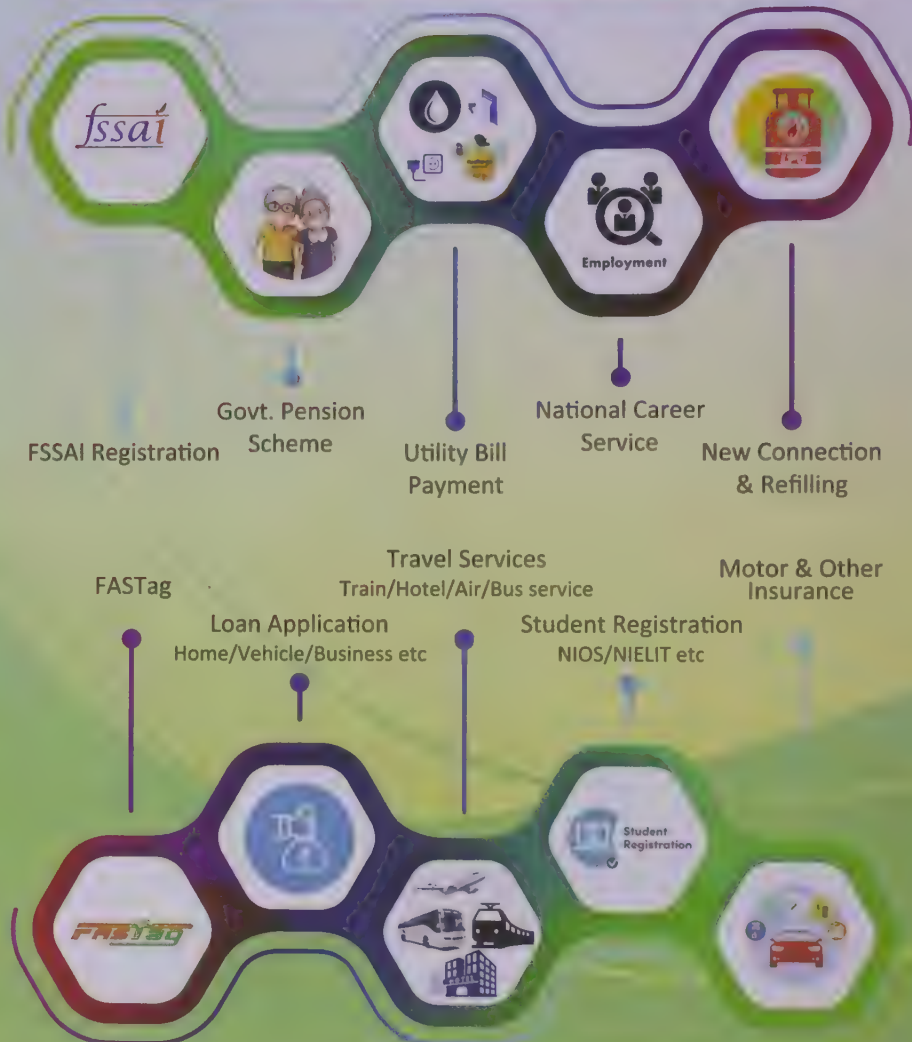 fssai
Employment
LPG
FSSAI Registration
Govt. Pension
Scheme
Utility Bill
Payment
National Career
Service
New Connection
& Refilling
FASTag
Loan Application
Home/Vehicle/Business etc
Travel Services
Train/Hotel/Air/Bus service
Student Registration
NIOS/NIELIT etc
Motor & Other
Insurance
FASTag
HOTEL
Student
Registration